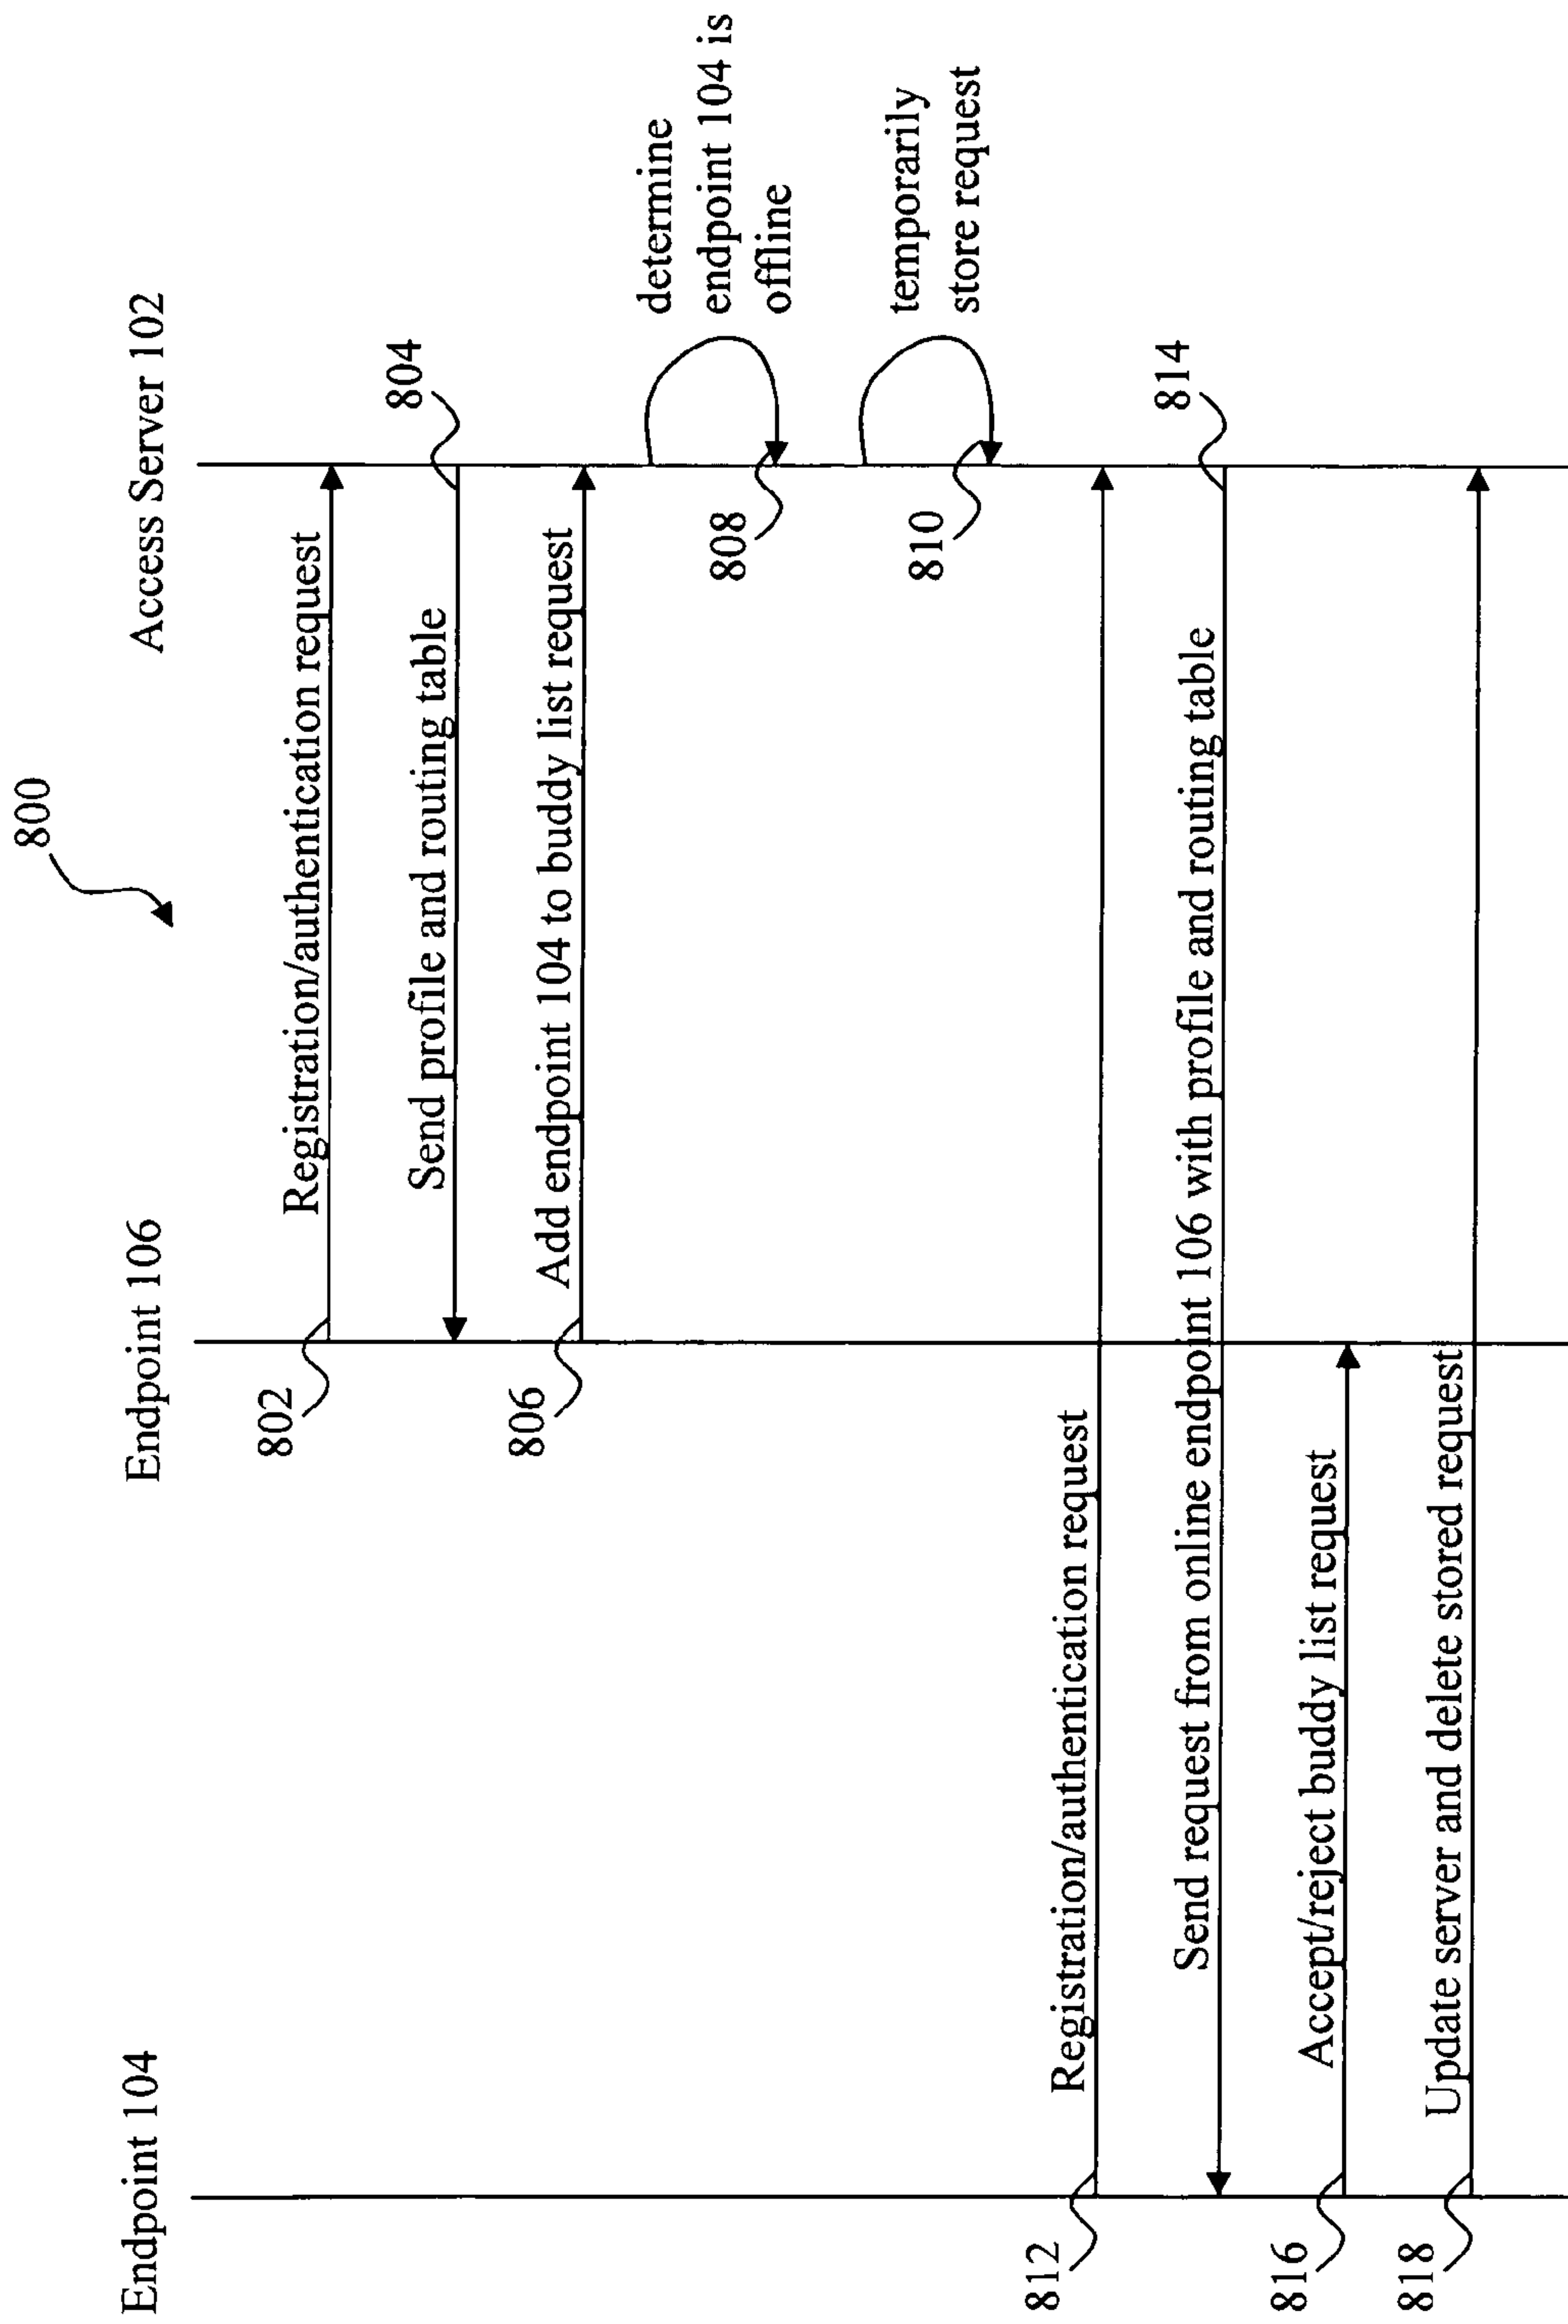 800
Endpoint 104
Endpoint 106
Access Server 102
802
Registration/authentication request
Send profile and routing table
804
806
Add endpoint 104 to buddy list request
808
determine
endpoint 104 is
offline
810
temporarily
store request
812
Registration/authentication request
Send request from online endpoint 106 with profile and routing table
814
816
Accept/reject buddy list request
818
Update server and delete stored request